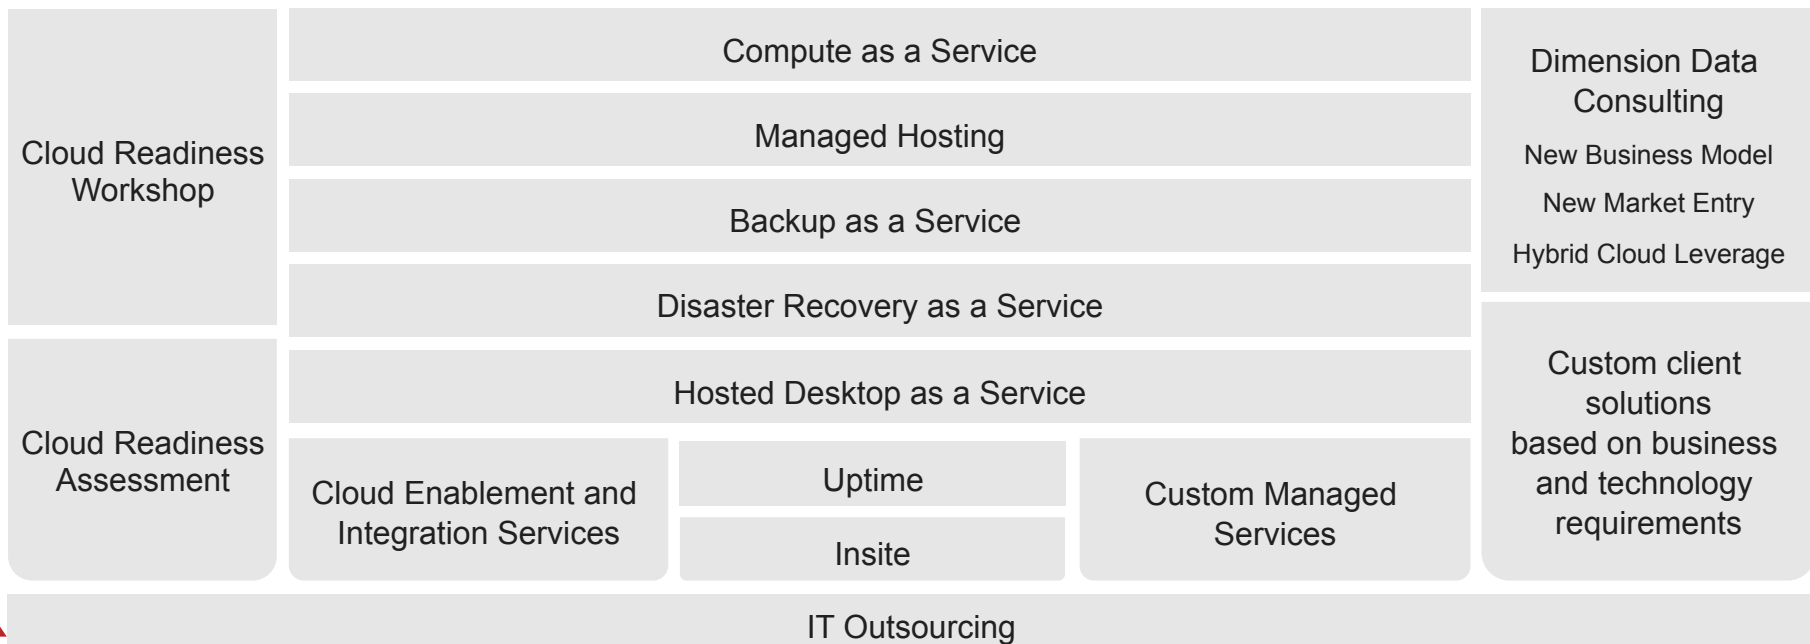 Cloud Readiness
Workshop
Cloud Readiness
Assessment
Compute as a Service
Managed Hosting
Backup as a Service
Disaster Recovery as a Service
Hosted Desktop as a Service
Cloud Enablement and
Integration Services
Uptime
Insite
Custom Managed
Services
Dimension Data
Consulting
New Business Model
New Market Entry
Hybrid Cloud Leverage
Custom client
solutions
based on business
and technology
requirements
IT Outsourcing